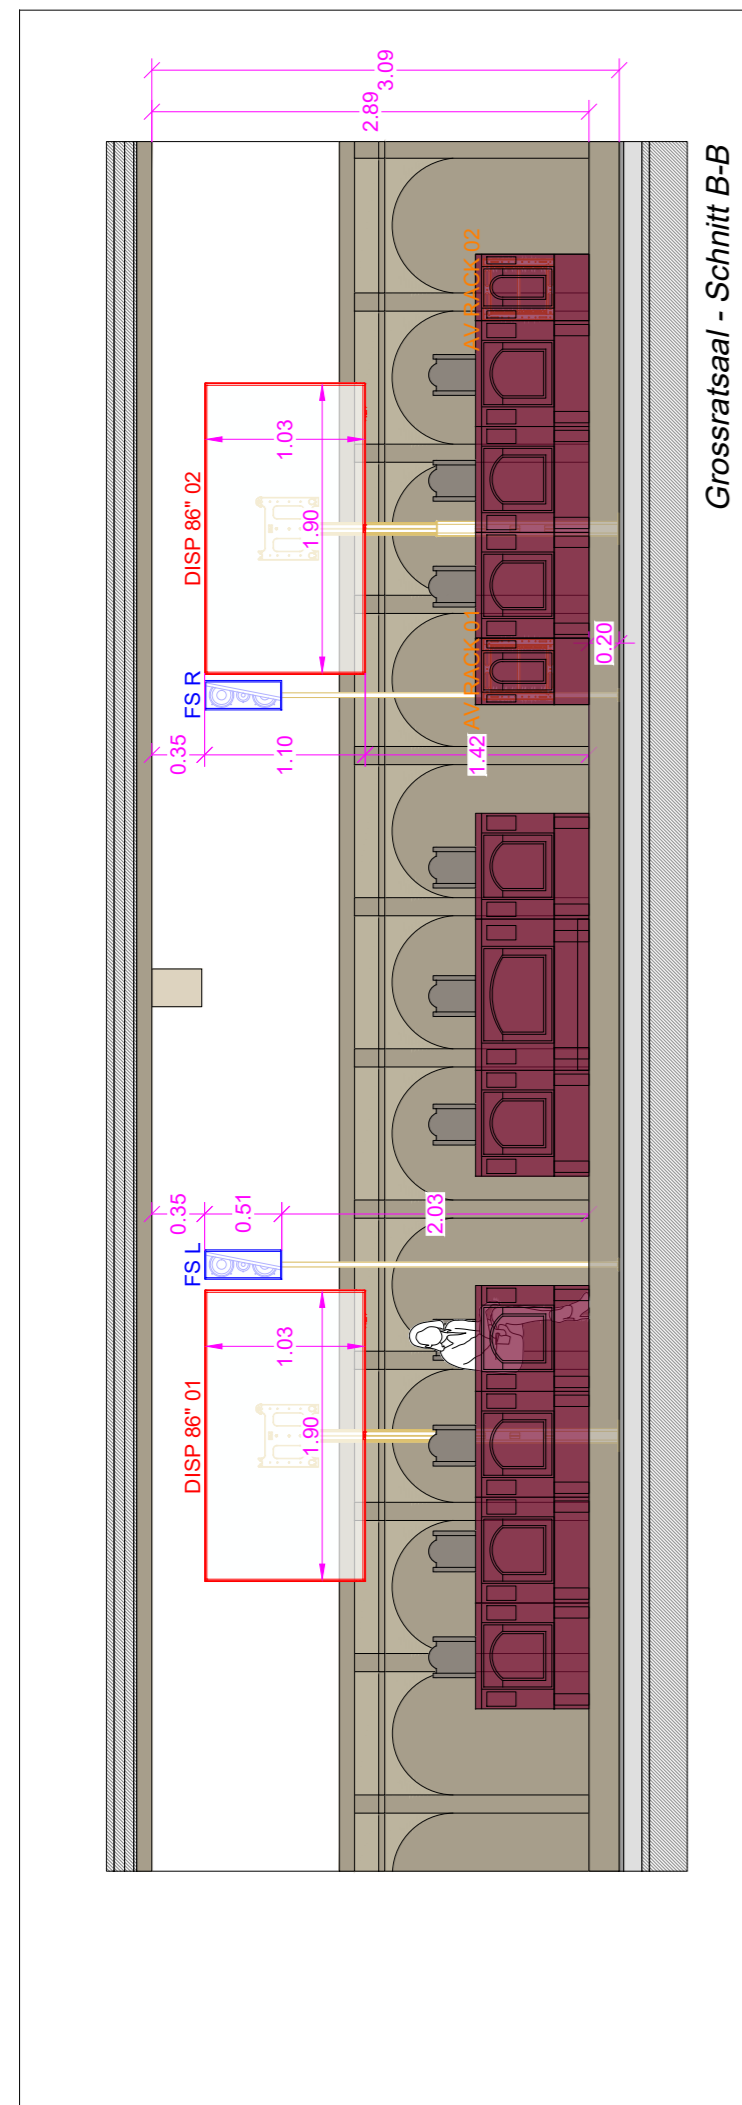 DISP 86" 01
FS L
FS R
DISP 86" 02
0.35
0.35
0.51
1.03
1.10
1.03
1.90
1.90
2.89
3.09
2.03
1.42
AV RACK 01
AV RACK 02
0.20
Grossratsaal - Schnitt B-B